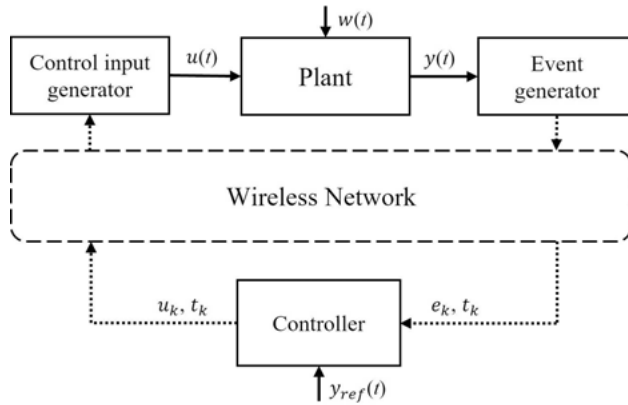 w(t)
Control input
generator
u(t)
Plant
y(t)
Event
generator
Wireless Network
u_k, t_k
Controller
e_k, t_k
y_ref(t)